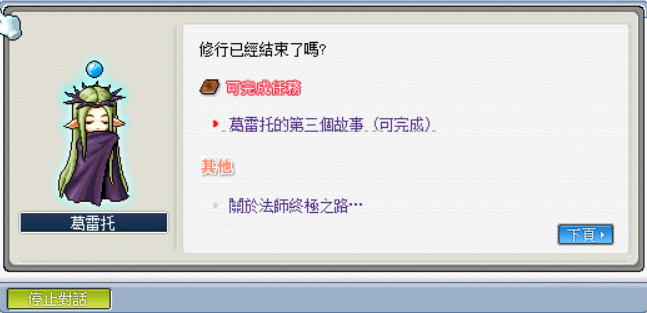 修行已經結束了嗎?
可完成任務
葛雷托的第三個故事 (可完成)
其他
關於法師終極之路…
葛雷托
下頁
停止對話